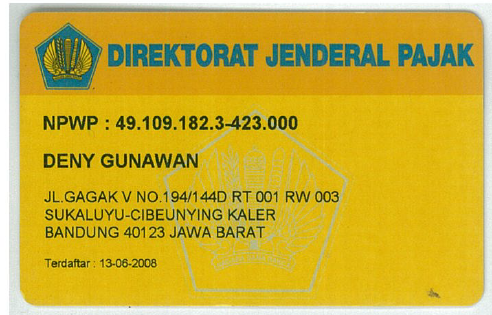 DIREKTORAT JENDERAL PAJAK
NPWP : 49.109.182.3-423.000
DENY GUNAWAN
JL.GAGAK V NO.194/144D RT 001 RW 003
SUKALUYU-CIBEUNYING KALER
BANDUNG 40123 JAWA BARAT
Terdaftar : 13-06-2008